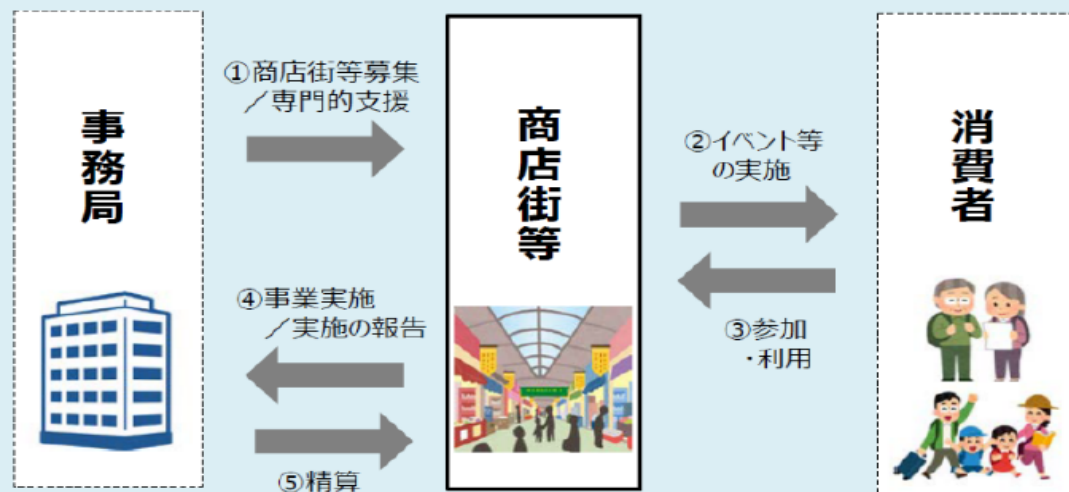 事務局
①商店街等募集
／専門的支援
商店街等
②イベント等
の実施
消費者
③参加
・利用
④事業実施
／実施の報告
⑤精算